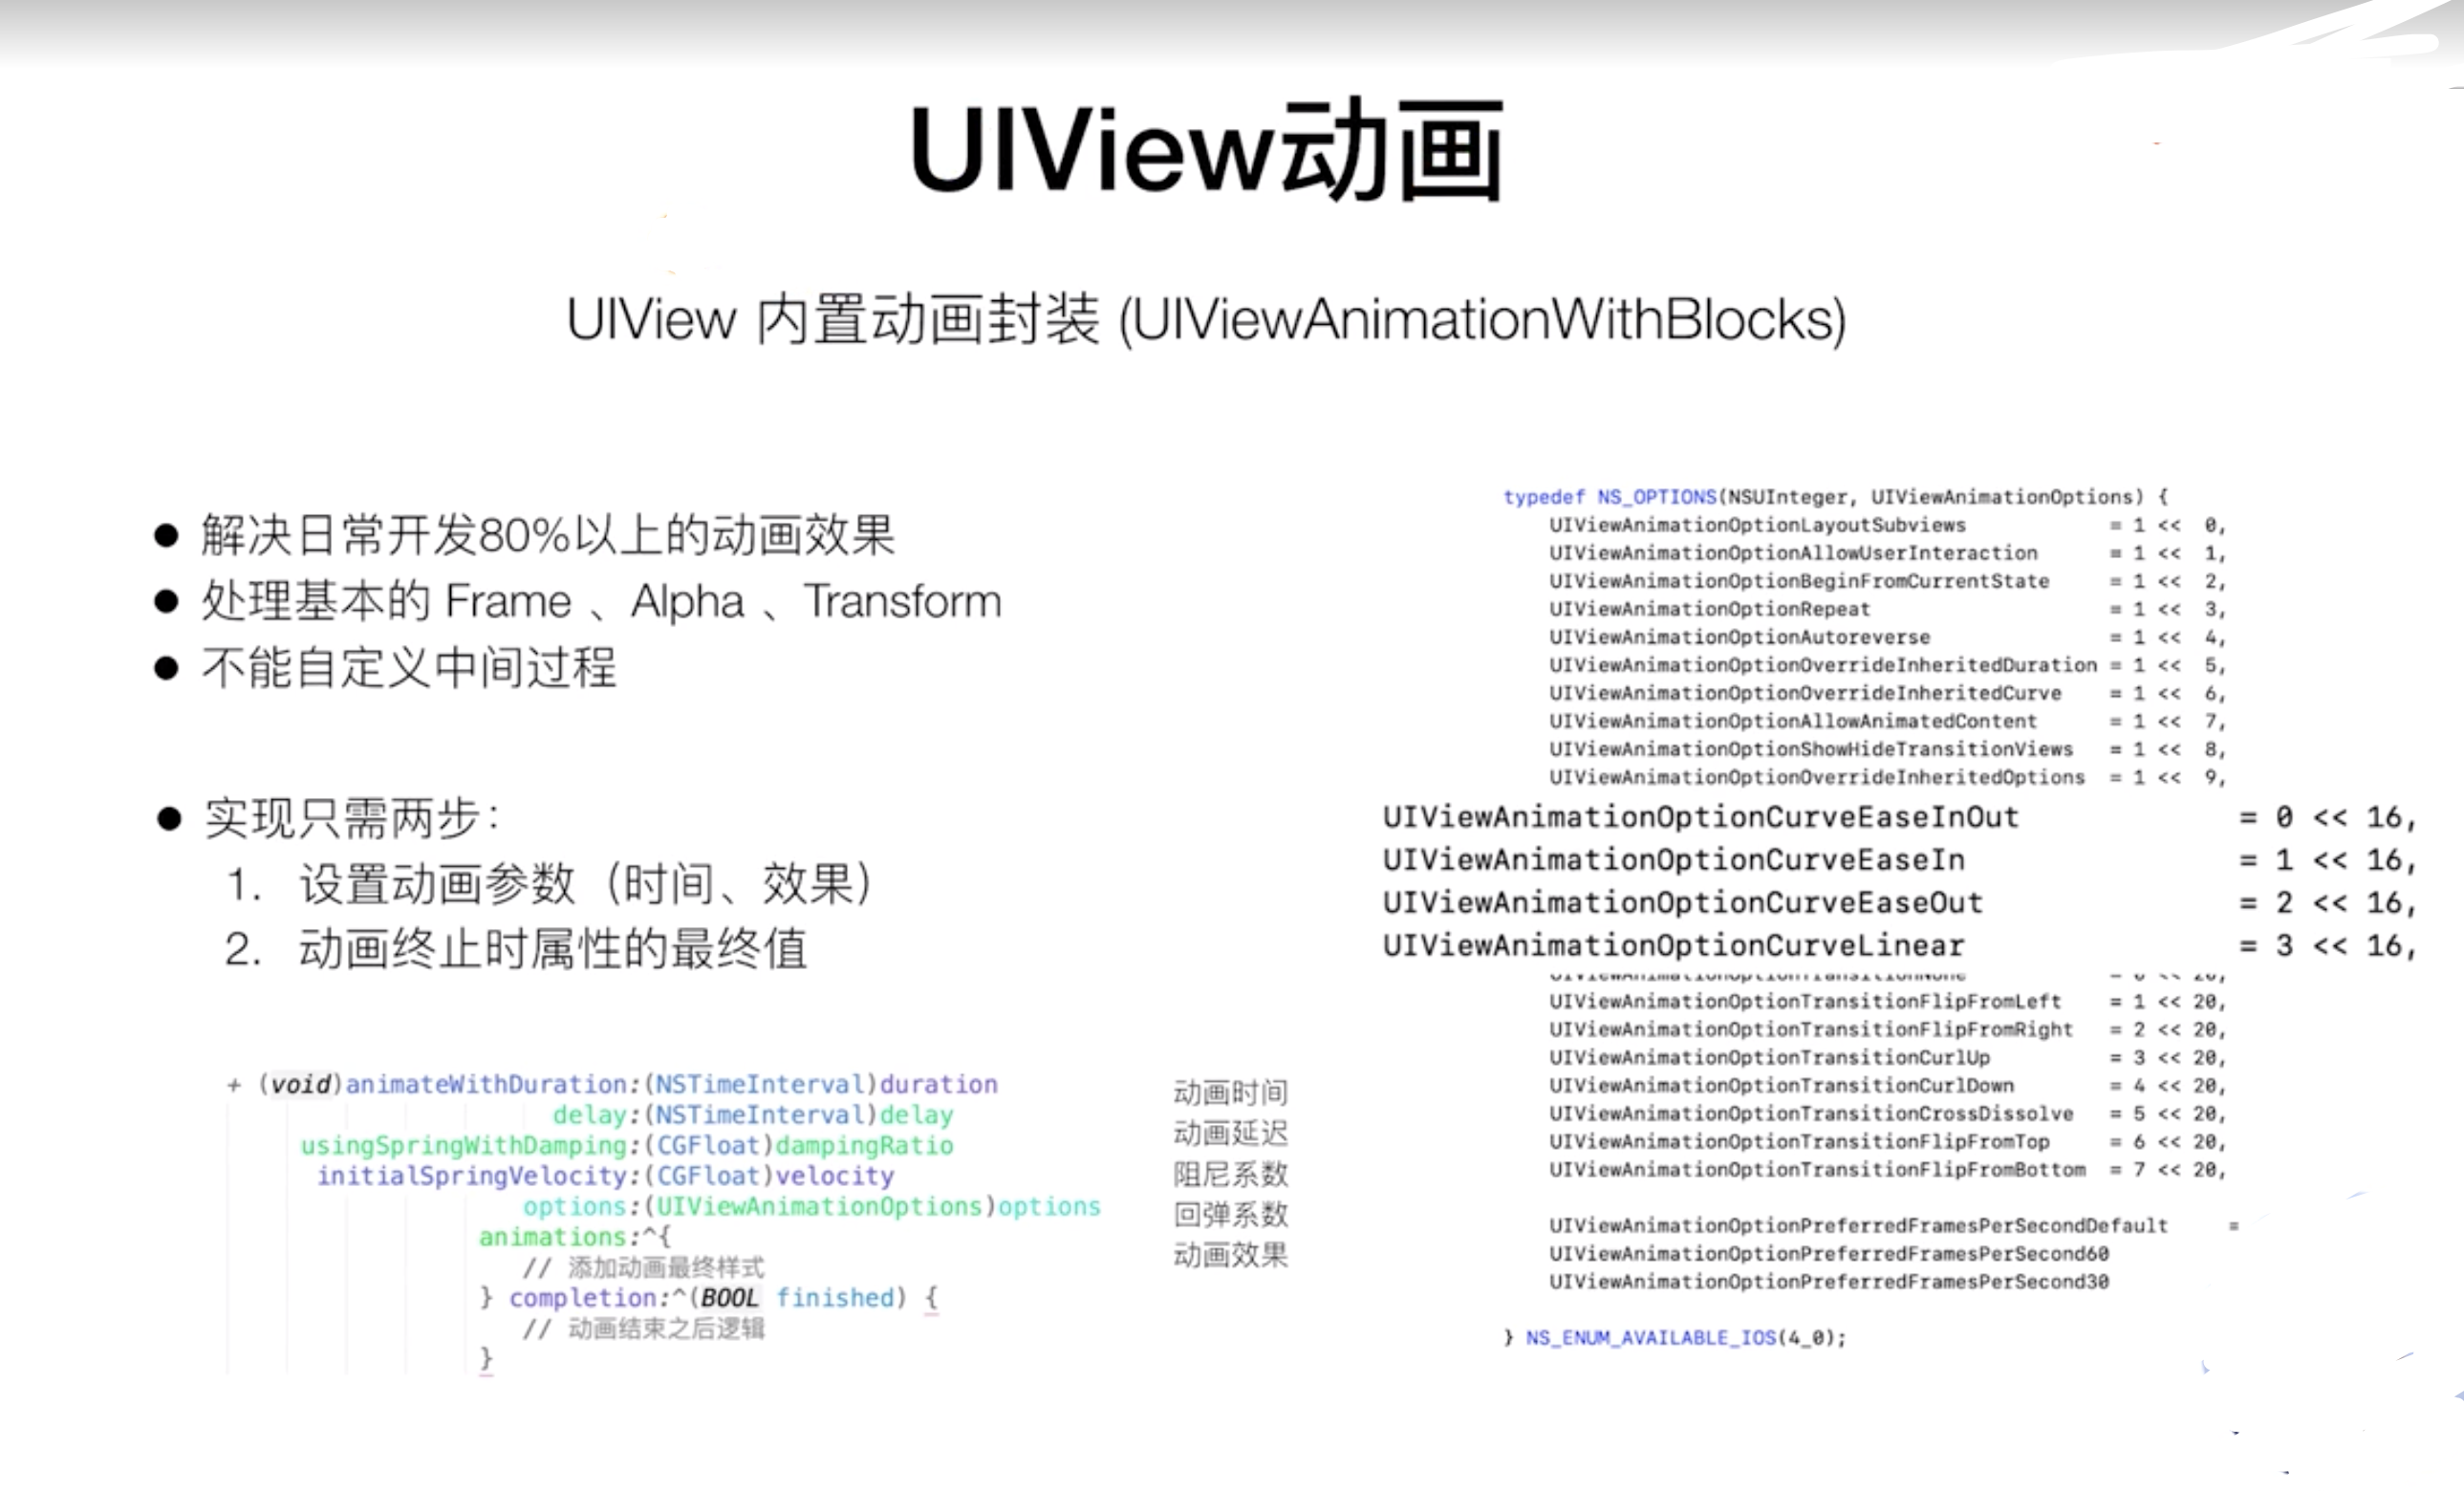 UIView动画
UIView 内置动画封装 (UIViewAnimationWithBlocks)
● 解决日常开发80%以上的动画效果
● 处理基本的 Frame 、Alpha 、Transform
● 不能自定义中间过程
● 实现只需两步：
1. 设置动画参数（时间、效果）
2. 动画终止时属性的最终值
+ (void)animateWithDuration:(NSTimeInterval)duration
delay:(NSTimeInterval)delay
usingSpringWithDamping:(CGFloat)dampingRatio
initialSpringVelocity:(CGFloat)velocity
options:(UIViewAnimationOptions)options
animations:^{
// 添加动画最终样式
} completion:^(BOOL finished) {
// 动画结束之后逻辑
}
动画时间
动画延迟
阻尼系数
回弹系数
动画效果
typedef NS_OPTIONS(NSUInteger, UIViewAnimationOptions) {
UIViewAnimationOptionLayoutSubviews = 1 << 0,
UIViewAnimationOptionAllowUserInteraction = 1 << 1,
UIViewAnimationOptionBeginFromCurrentState = 1 << 2,
UIViewAnimationOptionRepeat = 1 << 3,
UIViewAnimationOptionAutoreverse = 1 << 4,
UIViewAnimationOptionOverrideInheritedDuration = 1 << 5,
UIViewAnimationOptionOverrideInheritedCurve = 1 << 6,
UIViewAnimationOptionAllowAnimatedContent = 1 << 7,
UIViewAnimationOptionShowHideTransitionViews = 1 << 8,
UIViewAnimationOptionOverrideInheritedOptions = 1 << 9,
UIViewAnimationOptionCurveEaseInOut = 0 << 16,
UIViewAnimationOptionCurveEaseIn = 1 << 16,
UIViewAnimationOptionCurveEaseOut = 2 << 16,
UIViewAnimationOptionCurveLinear = 3 << 16,
UIViewAnimationOptionTransitionFlipFromLeft = 1 << 20,
UIViewAnimationOptionTransitionFlipFromRight = 2 << 20,
UIViewAnimationOptionTransitionCurlUp = 3 << 20,
UIViewAnimationOptionTransitionCurlDown = 4 << 20,
UIViewAnimationOptionTransitionCrossDissolve = 5 << 20,
UIViewAnimationOptionTransitionFlipFromTop = 6 << 20,
UIViewAnimationOptionTransitionFlipFromBottom = 7 << 20,
UIViewAnimationOptionPreferredFramesPerSecondDefault =
UIViewAnimationOptionPreferredFramesPerSecond60
UIViewAnimationOptionPreferredFramesPerSecond30
} NS_ENUM_AVAILABLE_IOS(4_0);